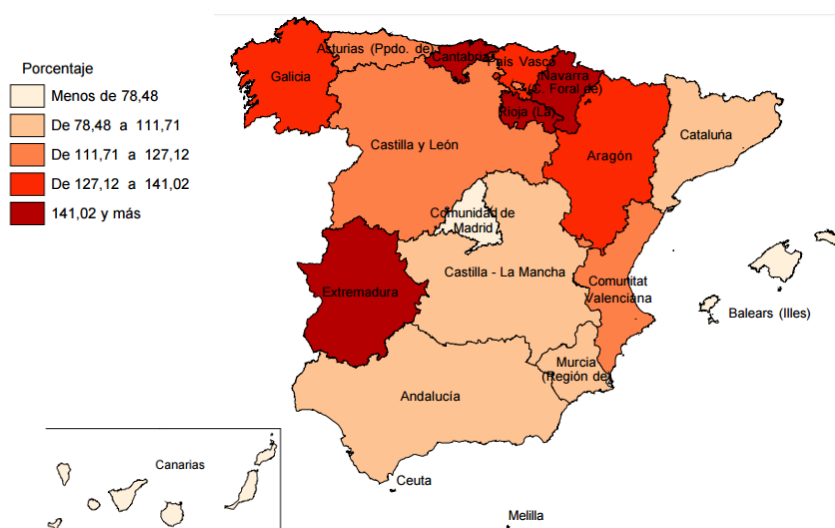 Porcentaje
Menos de 78,48
De 78,48 a 111,71
De 111,71 a 127,12
De 127,12 a 141,02
141,02 y más
Galicia
Asturias (Ppdo. de)
Cantabria
País Vasco
Navarra
(C. Foral de)
Rioja (La)
Castilla y León
Aragón
Cataluńa
Comunidad de
Madrid
Castilla - La Mancha
Comunitat
Valenciana
Balears (Illes)
Extremadura
Murcia
(Región de)
Andalucía
Canarias
Ceuta
Melilla